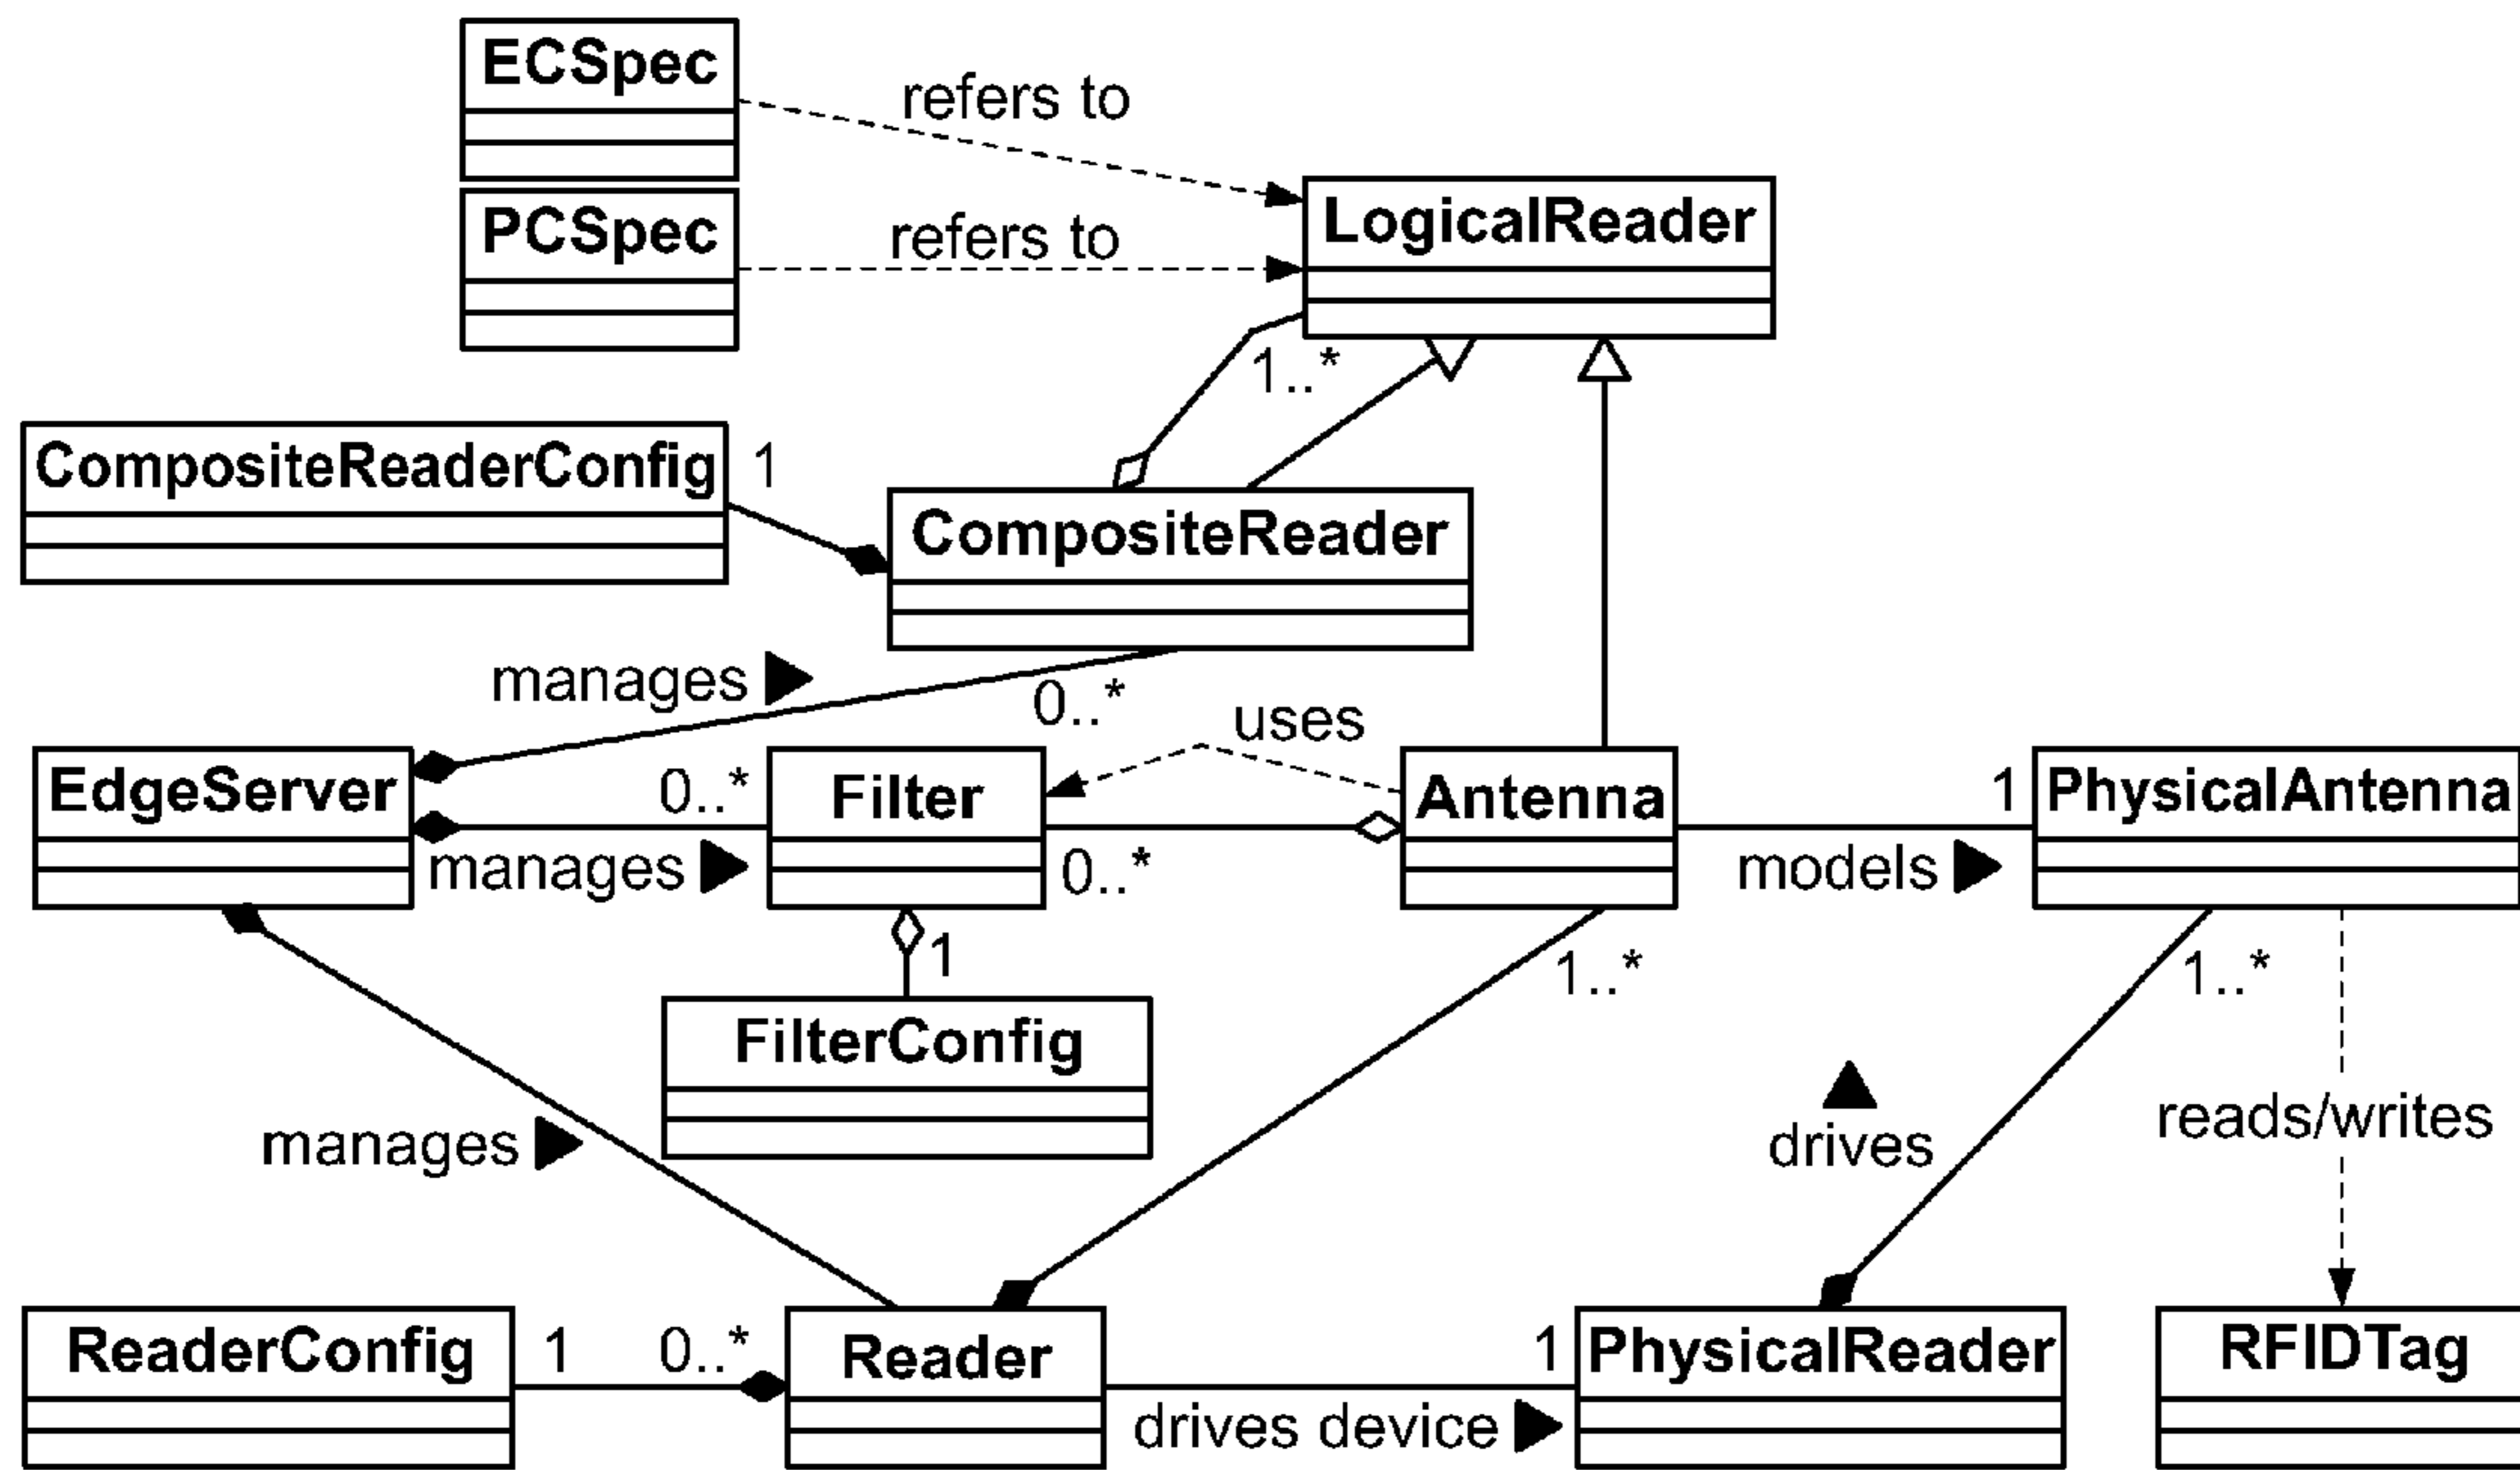 ECSpec
refers to
PCSpec
refers to
LogicalReader
1..*
CompositeReaderConfig
1
CompositeReader
manages
0..*
uses
EdgeServer
0..*
manages
Filter
0..*
Antenna
models
1
PhysicalAntenna
1
FilterConfig
1..*
1..*
drives
reads/writes
manages
ReaderConfig
1
0..*
Reader
drives device
1
PhysicalReader
RFIDTag